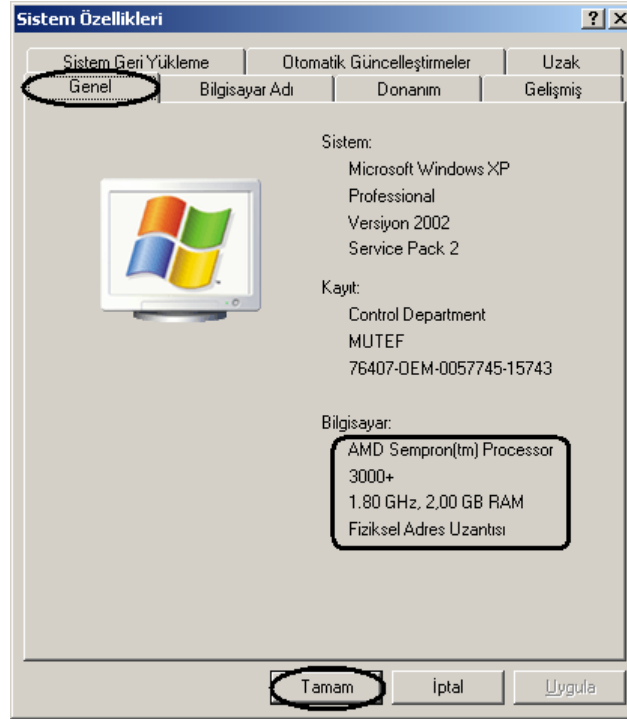 Sistem Özellikleri
Sistem Geri Yükleme Otomatik Güncelleştirmeler Uzak
Genel Bilgisayar Adı Donanım Gelişmiş
Sistem:
Microsoft Windows XP
Professional
Versiyon 2002
Service Pack 2
Kayıt:
Control Department
MUTEF
76407-OEM-0057745-15743
Bilgisayar:
AMD Sempron(tm) Processor
3000+
1.80 GHz, 2,00 GB RAM
Fiziksel Adres Uzantısı
Tamam İptal Uygula